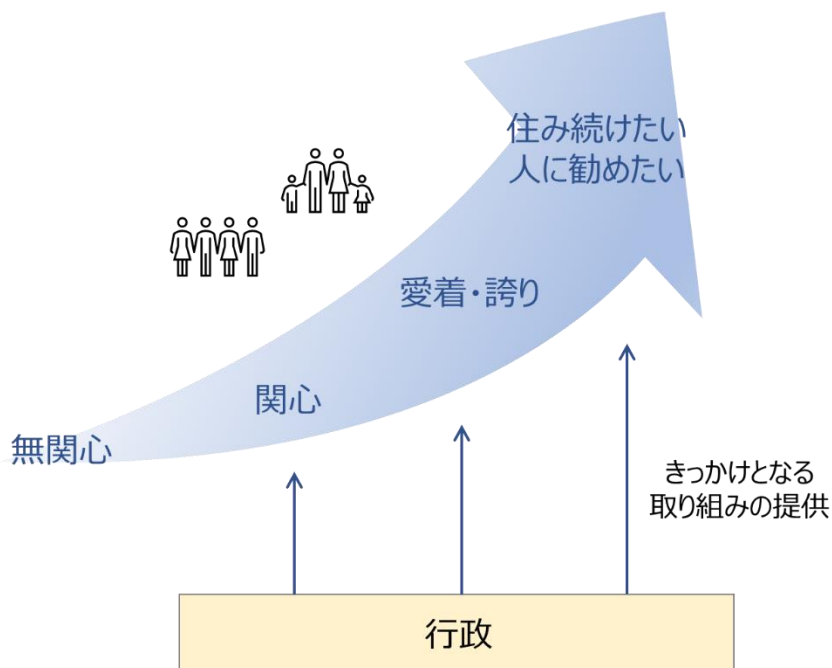 住み続けたい
人に勧めたい
愛着・誇り
関心
無関心
きっかけとなる
取り組みの提供
行政